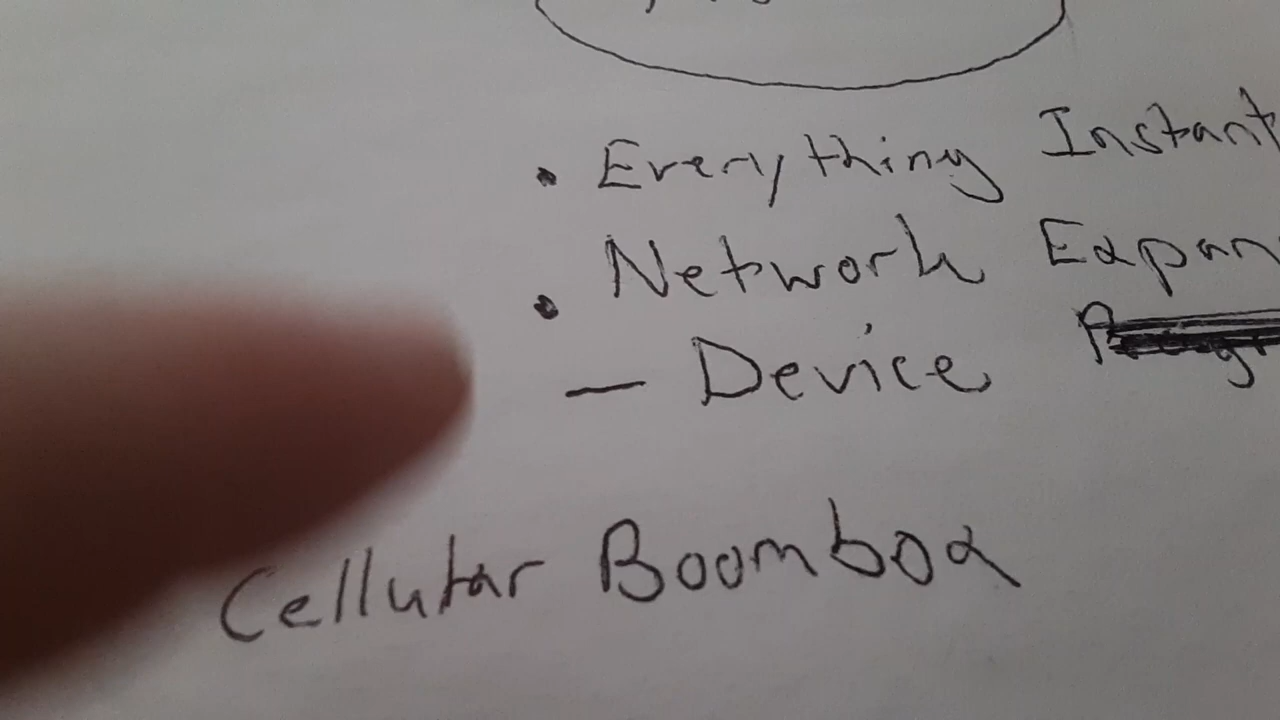 • Everything Instant
• Network Expan
— Device
Cellular Boombox